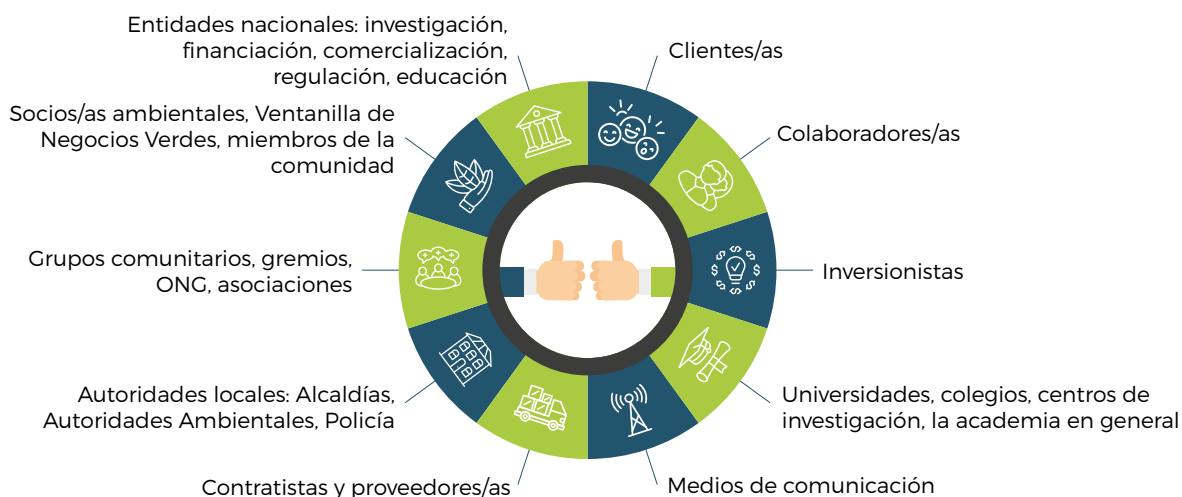 Entidades nacionales: investigación,
financiación, comercialización,
regulación, educación
Clientes/as
Socios/as ambientales, Ventanilla de
Negocios Verdes, miembros de la
comunidad
Colaboradores/as
Grupos comunitarios, gremios,
ONG, asociaciones
Inversionistas
Autoridades locales: Alcaldías,
Autoridades Ambientales, Policía
Universidades, colegios, centros de
investigación, la academia en general
Contratistas y proveedores/as
Medios de comunicación